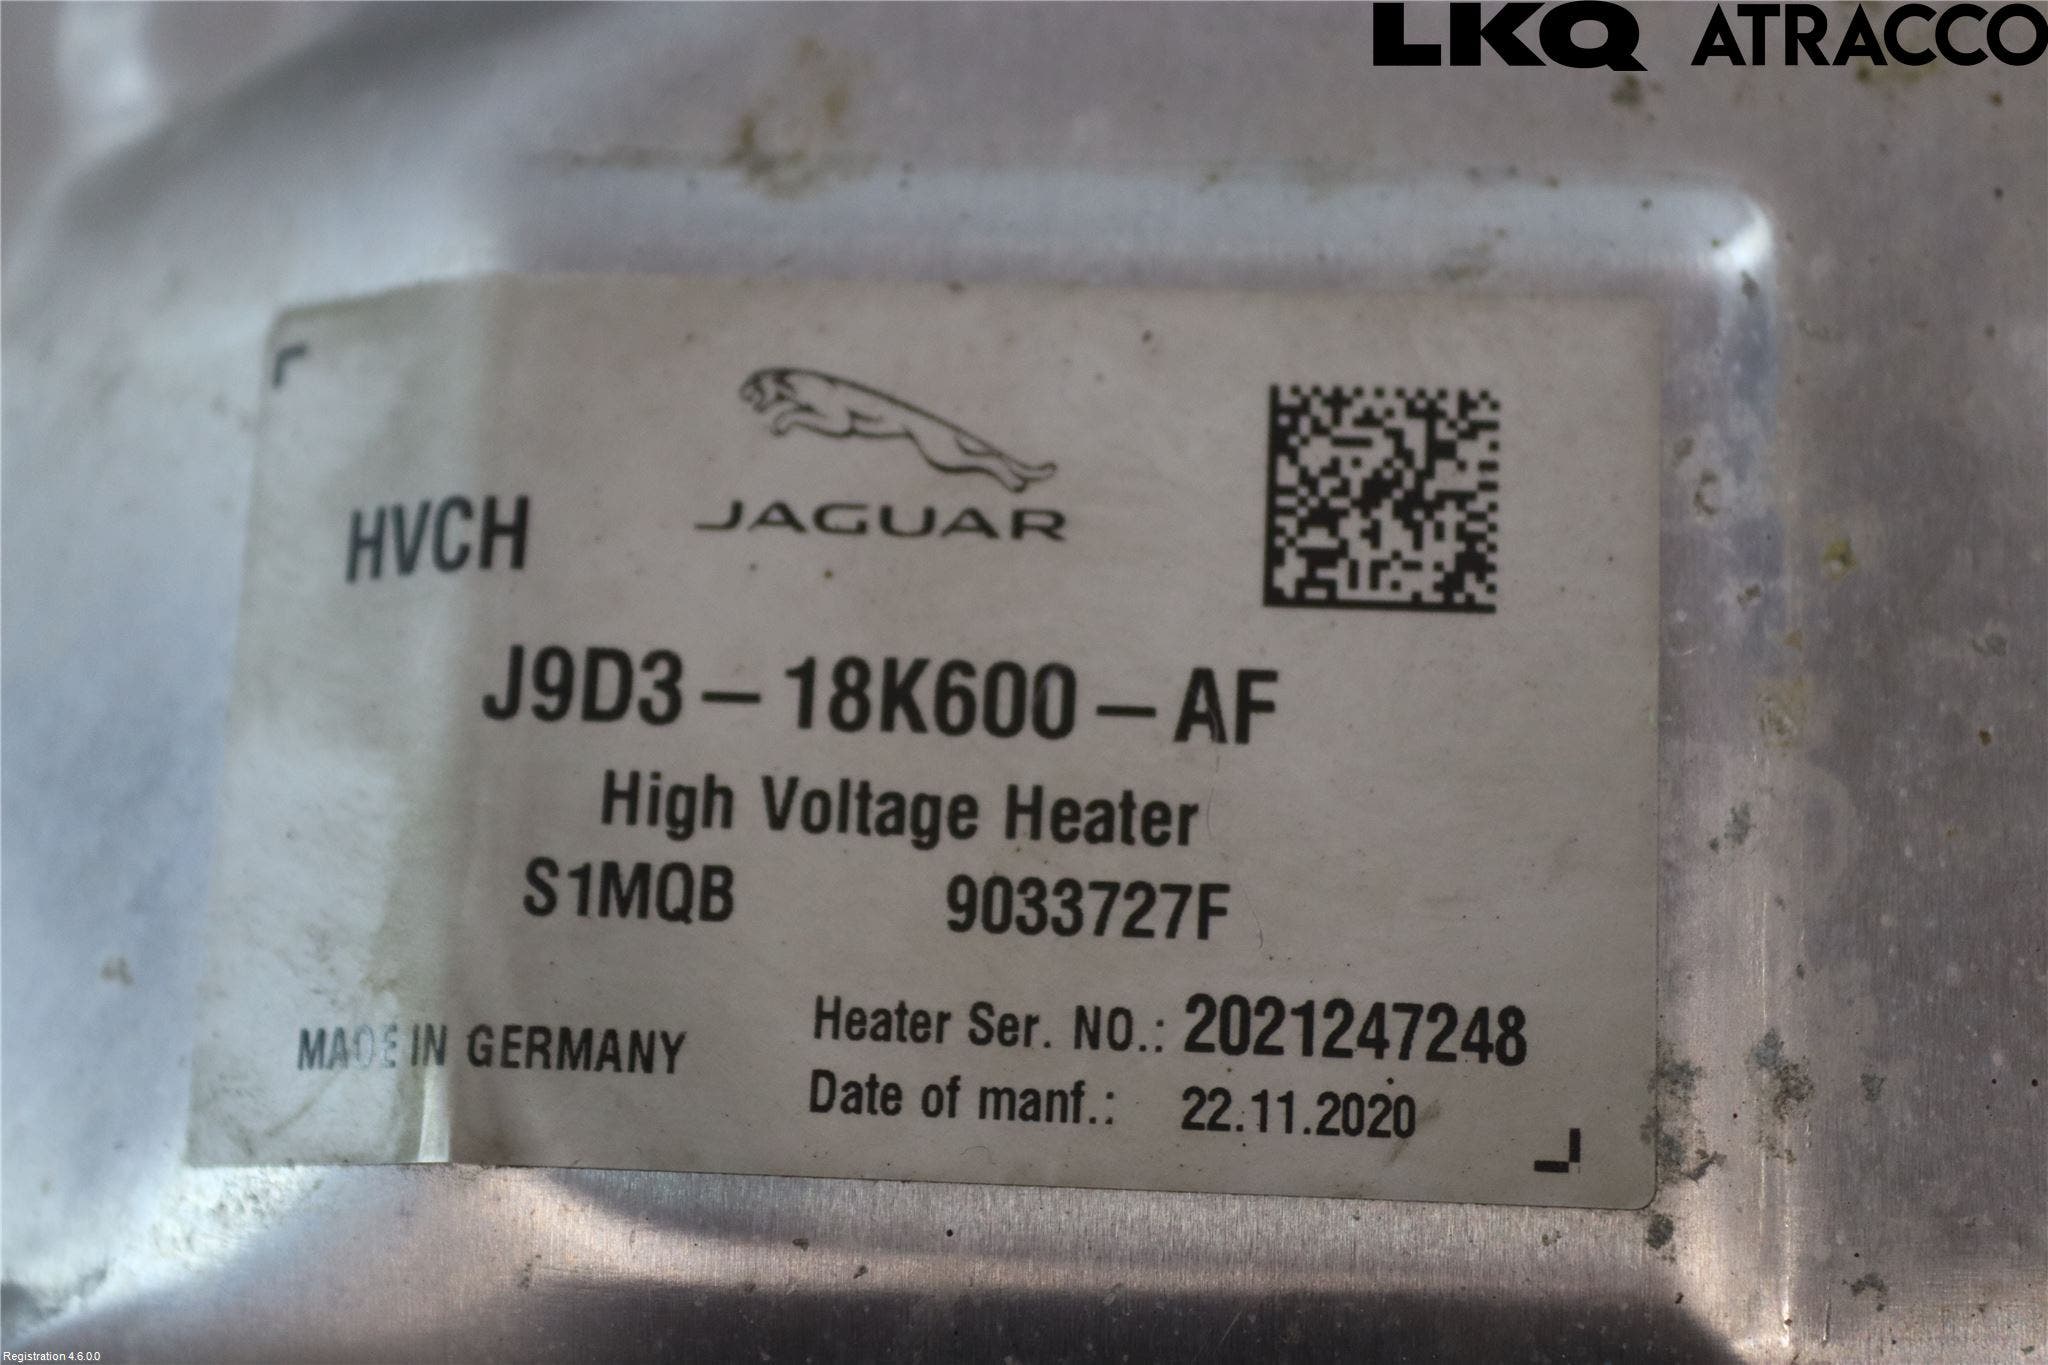 LKQ ATRACCO
JAGUAR
HVCH
J9D3-18K600-AF
High Voltage Heater
S1MQB 9033727F
Heater Ser. NO.: 2021247248
MADE IN GERMANY
Date of manf.: 22.11.2020
Registration 4.6.0.0